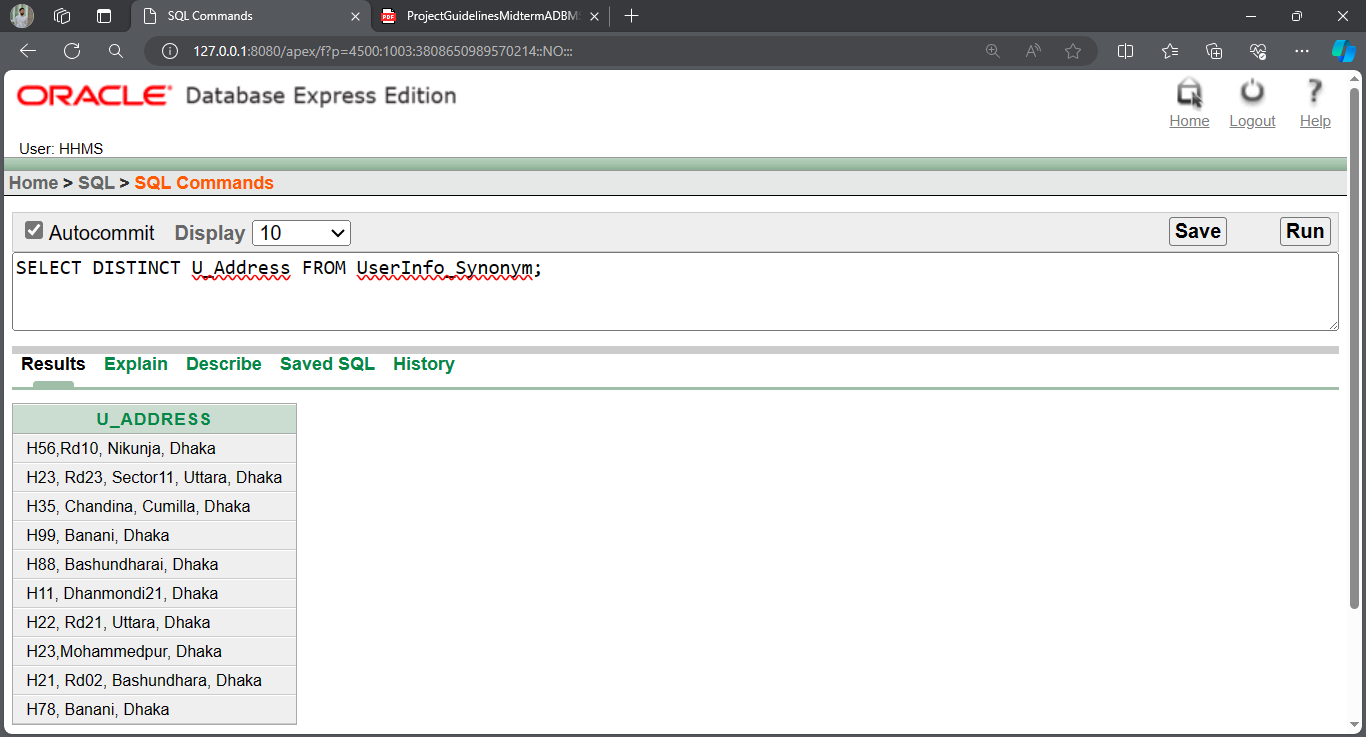 SQL Commands
ProjectGuidelinesMidtermADBMS
127.0.0.1:8080/apex/f?p=4500:1003:3808650989570214::NO:::
ORACLE Database Express Edition
Home Logout Help
User: HHMS
Home > SQL > SQL Commands
Autocommit Display 10 Save Run
SELECT DISTINCT U_Address FROM UserInfo_Synonym;
Results Explain Describe Saved SQL History
U_ADDRESS
H56,Rd10, Nikunja, Dhaka
H23, Rd23, Sector11, Uttara, Dhaka
H35, Chandina, Cumilla, Dhaka
H99, Banani, Dhaka
H88, Bashundharai, Dhaka
H11, Dhanmondi21, Dhaka
H22, Rd21, Uttara, Dhaka
H23,Mohammedpur, Dhaka
H21, Rd02, Bashundhara, Dhaka
H78, Banani, Dhaka